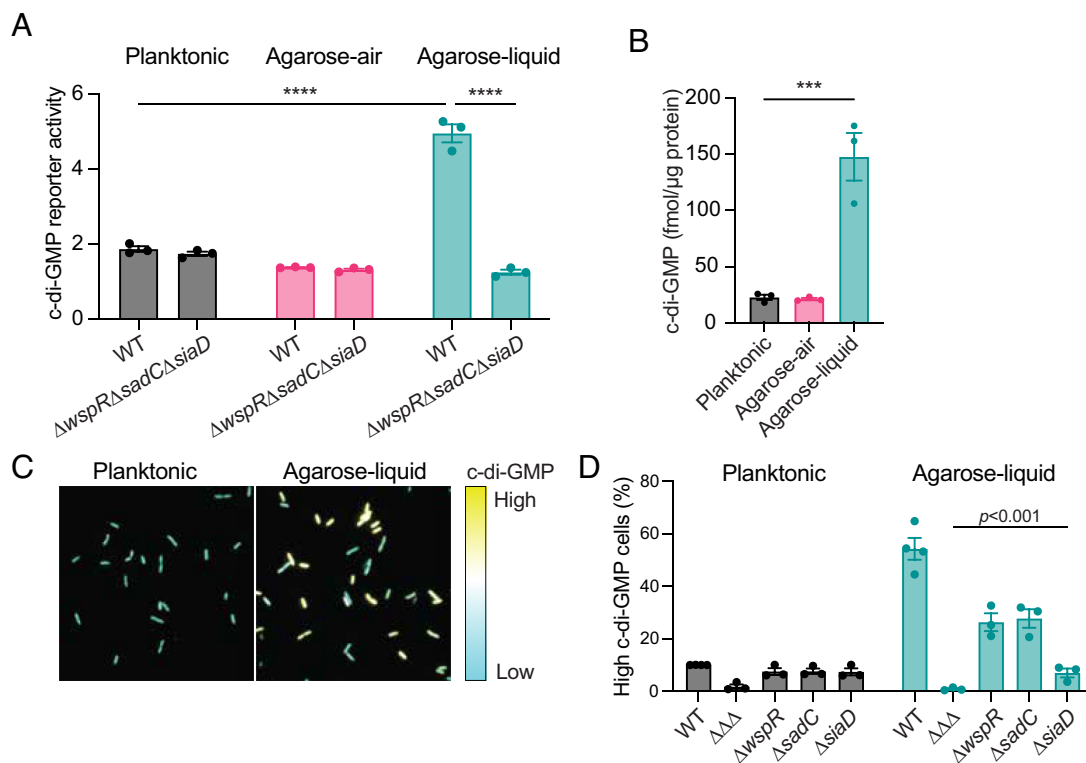 A
Planktonic Agarose-air Agarose-liquid
**** ****
c-di-GMP reporter activity
6
4
2
0
WT ΔwspRΔsadCΔsiaD WT ΔwspRΔsadCΔsiaD WT ΔwspRΔsadCΔsiaD
B
***
c-di-GMP (fmol/µg protein)
200
150
100
50
0
Planktonic Agarose-air Agarose-liquid
C
Planktonic Agarose-liquid c-di-GMP
High
Low
D
Planktonic Agarose-liquid
p<0.001
High c-di-GMP cells (%)
80
60
40
20
0
WT ΔΔΔ ΔwspR ΔsadC ΔsiaD WT ΔΔΔ ΔwspR ΔsadC ΔsiaD